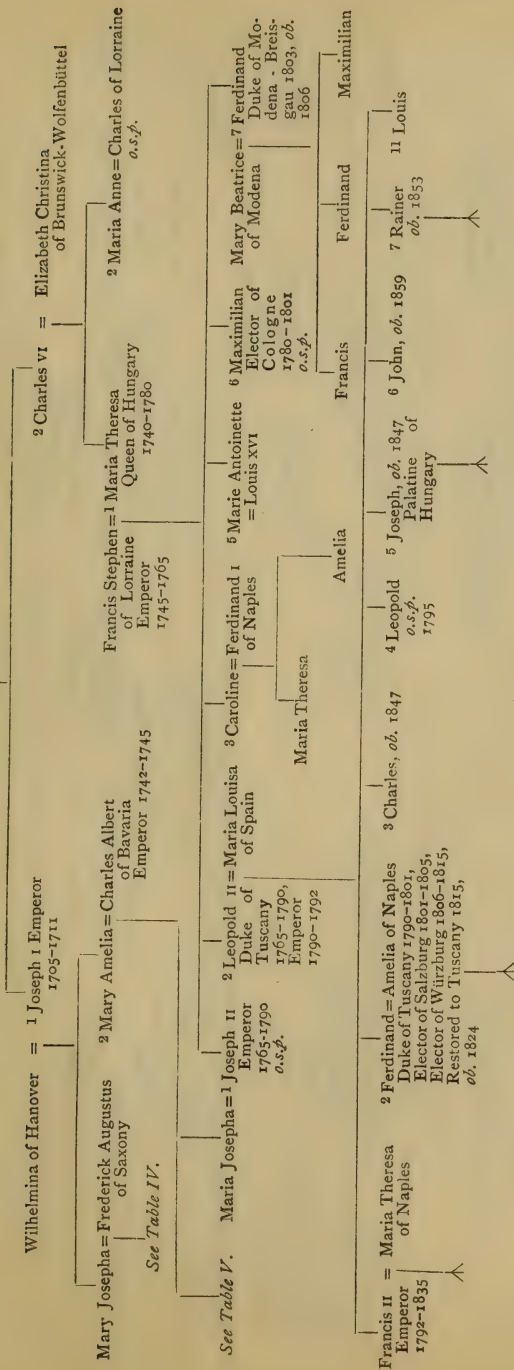 Wilhelmina of Hanover = 1 Joseph I Emperor
1705-1711
2 Charles VI = Elizabeth Christina
of Brunswick-Wolfenbüttel
Mary Josepha = Frederick Augustus
of Saxony
See Table IV.
2 Mary Amelia = Charles Albert
of Bavaria
Emperor 1742-1745
Francis Stephen = 1 Maria Theresa
of Lorraine Queen of Hungary
Emperor 1740-1780
1745-1765
2 Maria Anne = Charles of Lorraine
o.s.p.
See Table V.
Maria Josepha = 1 Joseph II
Emperor
1765-1790
o.s.p.
2 Leopold II = Maria Louisa
Duke of of Spain
Tuscany
1765-1790,
Emperor
1790-1792
3 Caroline = Ferdinand I
of Naples
5 Marie Antoinette
= Louis XVI
6 Maximilian
Elector of
Cologne
1780-1801
o.s.p.
Mary Beatrice = 7 Ferdinand
of Modena Duke of Mo-
dena - Breis-
gau 1803, ob.
1806
Maria Theresa
Amelia
Francis
Ferdinand
Maximilian
Francis II = Maria Theresa
Emperor of Naples
1792-1835
2 Ferdinand = Amelia of Naples
Duke of Tuscany 1790-1801,
Elector of Salzburg 1801-1805,
Elector of Würzburg 1806-1815,
Restored to Tuscany 1815,
ob. 1824
3 Charles, ob. 1847
4 Leopold
o.s.p.
1795
5 Joseph, ob. 1847
Palatine of
Hungary
6 John, ob. 1859
7 Rainer
ob. 1853
11 Louis